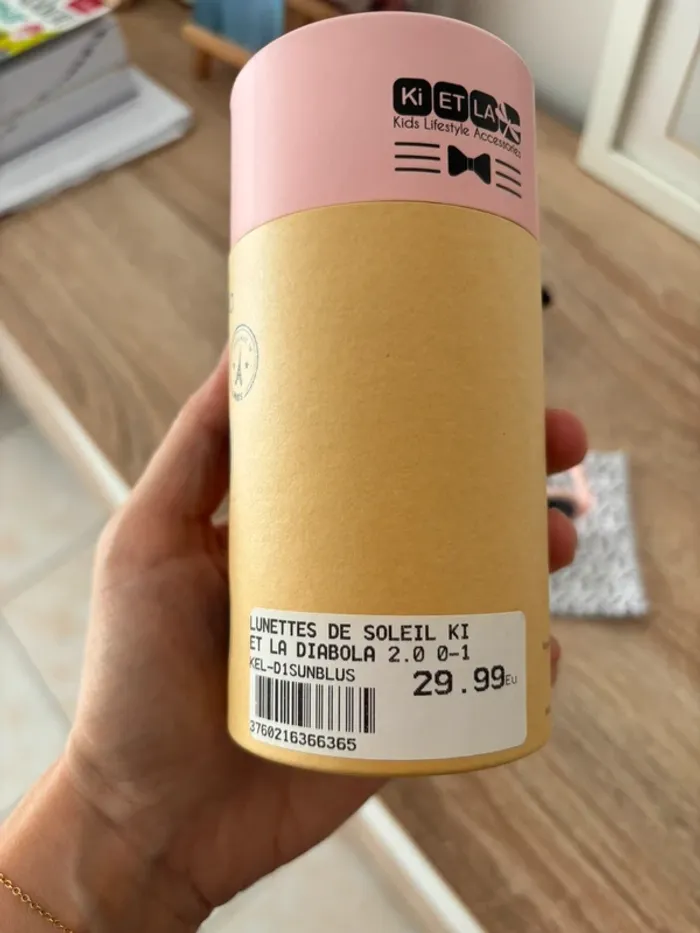 Ki ET LA
Kids Lifestyle Accessories
LUNETTES DE SOLEIL KI
ET LA DIABOLA 2.0 0-1
KEL-D1SUNBLUS
29.99Eu
3760216366365